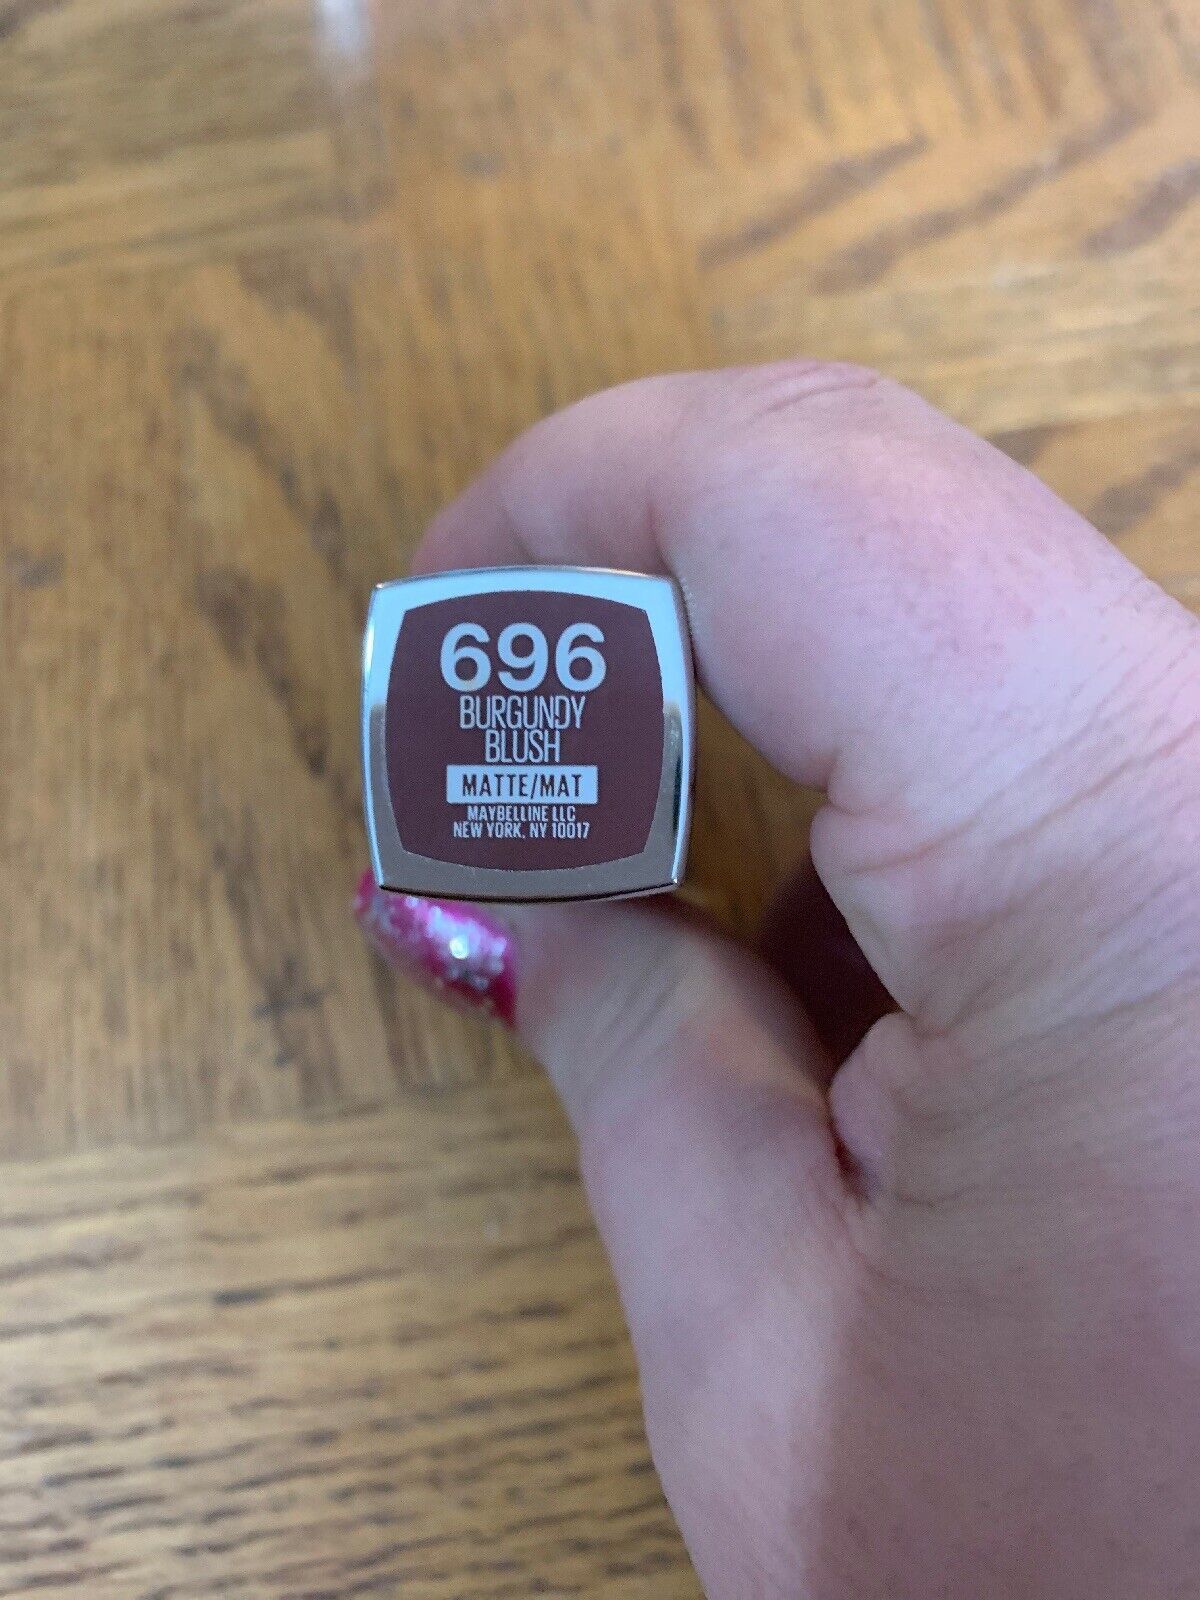 696
BURGUNDY
BLUSH
MATTE/MAT
MAYBELLINE LLC
NEW YORK, NY 10017